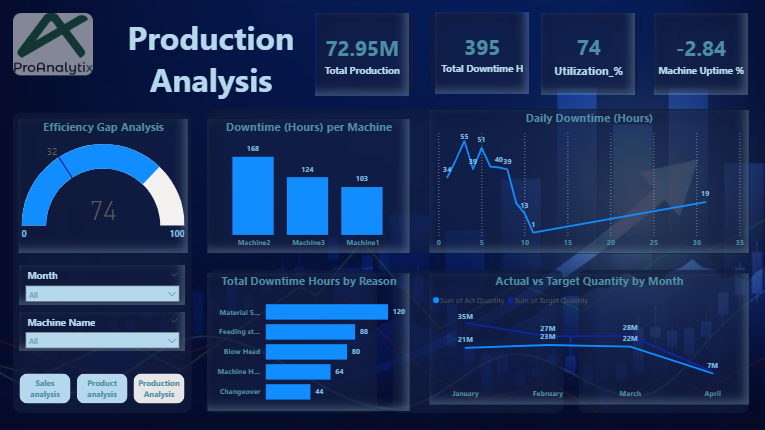 ProAnalytix
Production
Analysis
72.95M
Total Production
395
Total Downtime H
74
Utilization_%
-2.84
Machine Uptime %
Efficiency Gap Analysis
32
74
0
100
Downtime (Hours) per Machine
168
124
103
Machine2
Machine3
Machine1
Daily Downtime (Hours)
34
55
39
51
40
39
13
1
19
0
5
10
15
20
25
30
35
Month
All
Machine Name
All
Sales
analysis
Product
analysis
Production
Analysis
Total Downtime Hours by Reason
Material S...
120
Feeding st...
88
Blow Head
80
Machine H...
64
Changeover
44
Actual vs Target Quantity by Month
Sum of Act Quantity
Sum of Target Quantity
35M
27M
28M
21M
23M
22M
7M
January
February
March
April